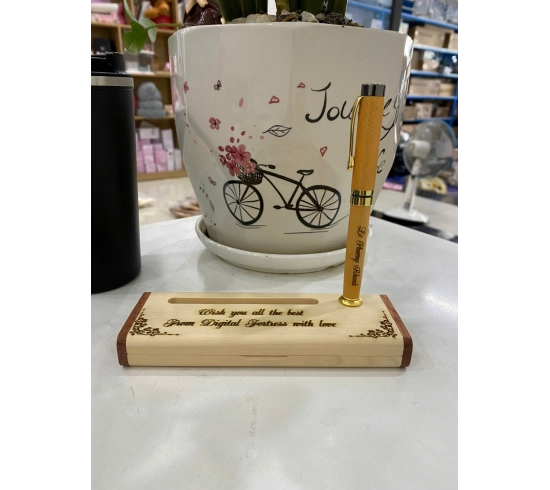 Journey
Wish you all the best
From Digital Fortress with love